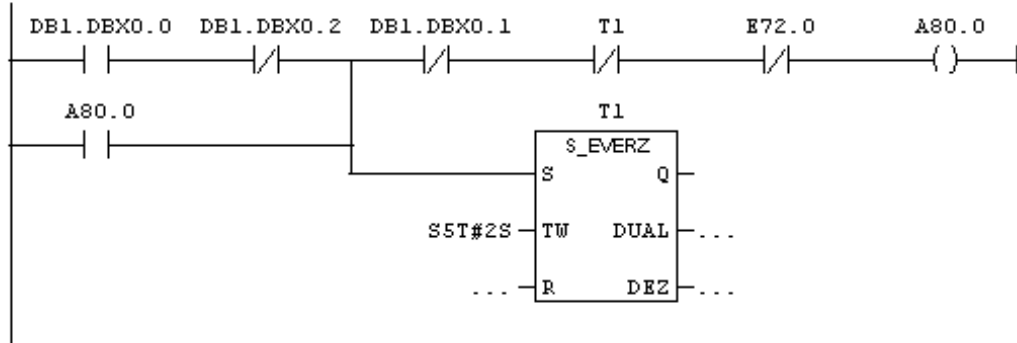 DB1.DBX0.0 DB1.DBX0.2 DB1.DBX0.1 T1 E72.0 A80.0
A80.0 T1
S_EVERZ
S Q
S5T#2S TW DUAL ...
... R DEZ ...